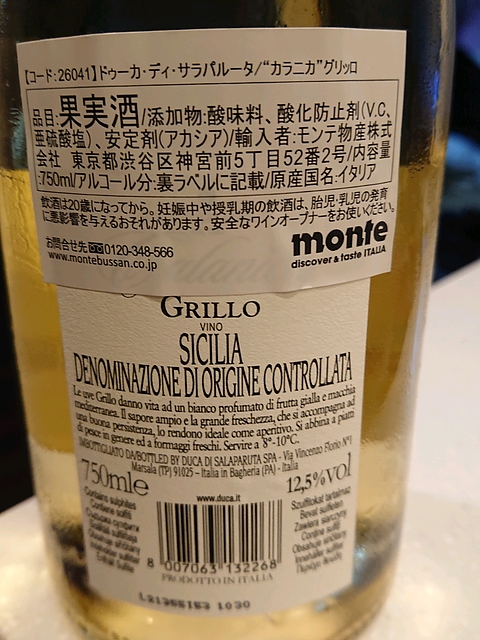 【コード:26041】ドゥーカ・ディ・サラパルータ/“カラニカ”グリッロ
品目:果実酒/添加物:酸味料、酸化防止剤(V.C,
亜硫酸塩)、安定剤(アカシア)/輸入者:モンテ物産株式
会社 東京都渋谷区神宮前5丁目52番2号/内容量
:750ml/アルコール分:裏ラベルに記載/原産国名:イタリア
飲酒は20歳になってから。妊娠中や授乳期の飲酒は、胎児・乳児の発育
に悪影響を与えるおそれがあります。安全なワインオープナーをお使いください。
お問合せ先 0120-348-566
www.montebussan.co.jp
monte
discover & taste ITALIA
GRILLO
VINO
SICILIA
DENOMINAZIONE DI ORIGINE CONTROLLATA
Le uve Grillo danno vita ad un bianco profumato di frutta gialla e macchia
mediterranea. Il sapore ampio e la grande freschezza, che si accompagna ad
una buona persistenza, lo rendono ideale come aperitivo. Si abbina a piatti
di pesce in genere ed a formaggi freschi. Servire a 8°-10°C.
IMBOTTIGLIATO DA/BOTTLED BY DUCA DI SALAPARUTA SPA - Via Vincenzo Florio N°1
Marsala (TP) 91025 - Italia in Bagheria (PA) - Italia
750ml e
12,5%vol
www.duca.it
Contains sulphites
Contient sulfites
Szulfitokat tartalmaz
Bevat sulfieten
Zawiera siarczyny
Contine sulfiti
8 007063 132268
PRODOTTO IN ITALIA